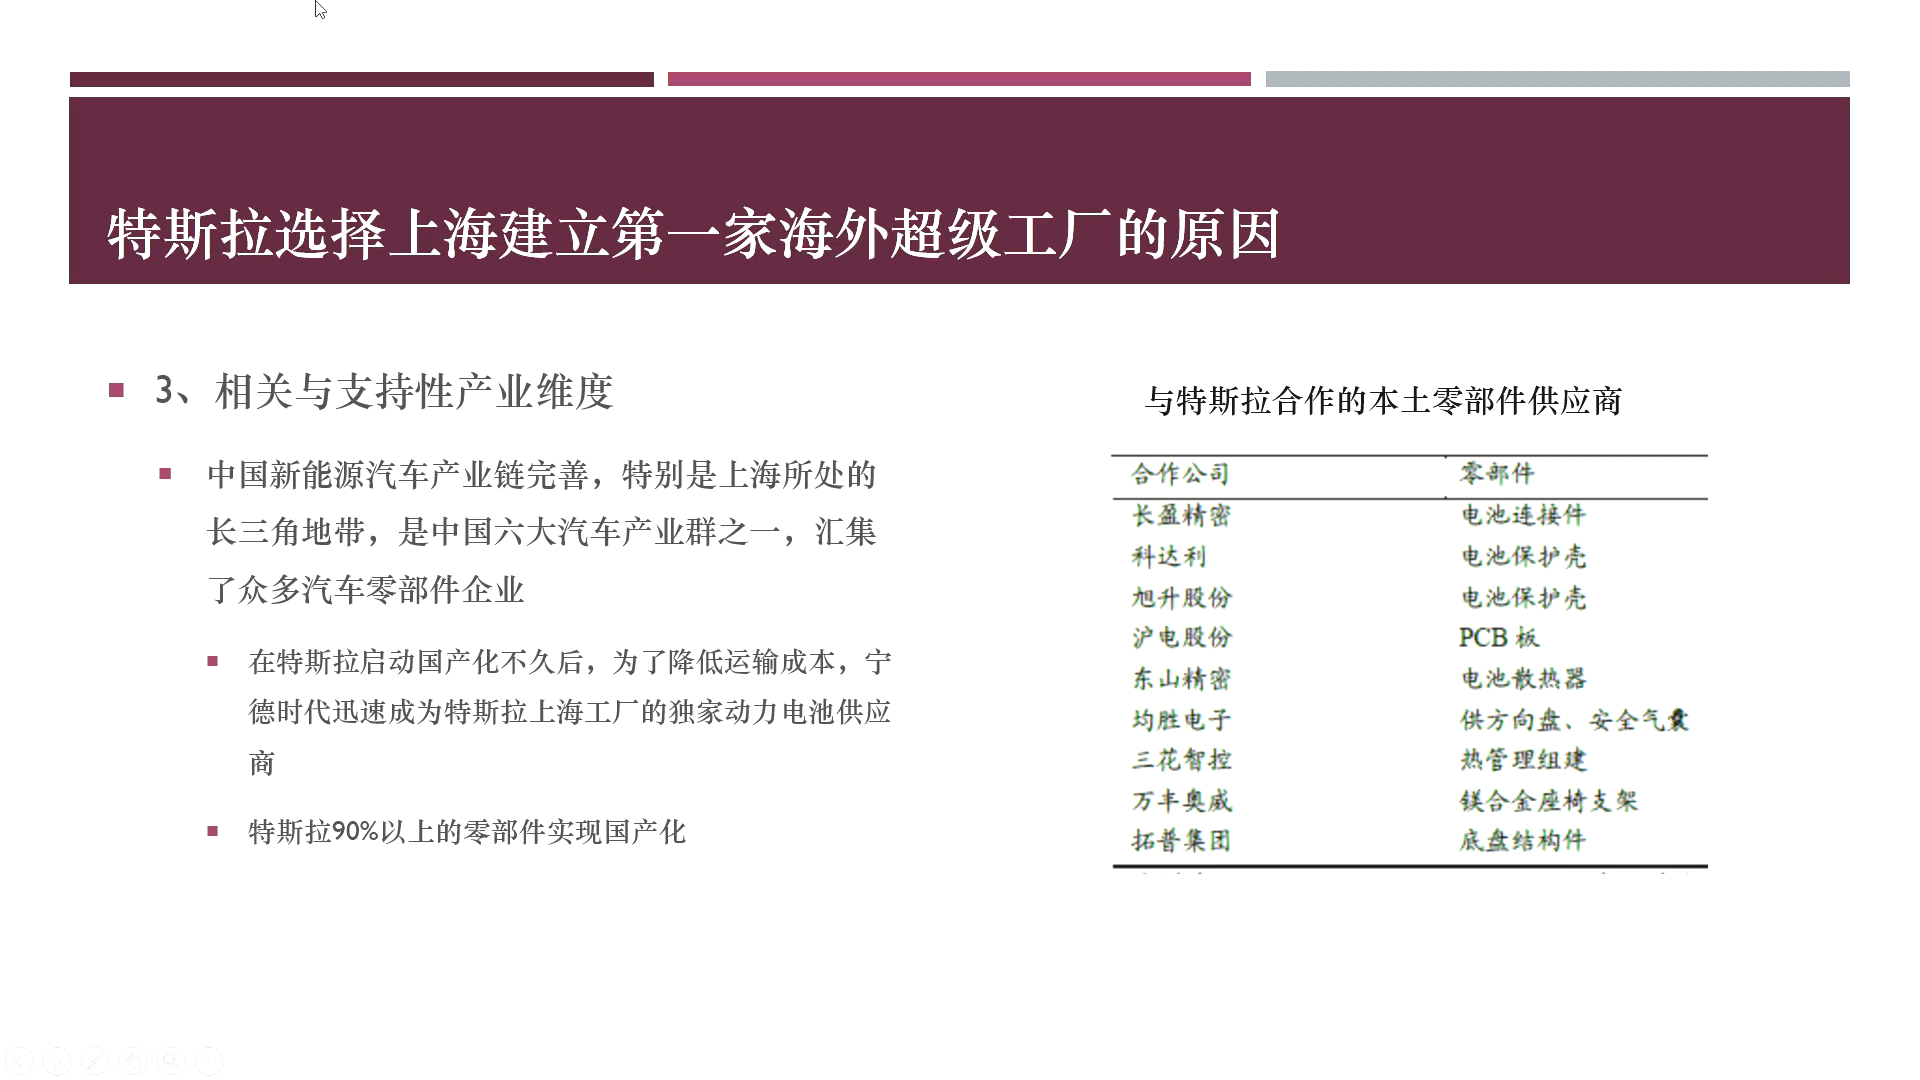 特斯拉选择上海建立第一家海外超级工厂的原因
3、相关与支持性产业维度
中国新能源汽车产业链完善，特别是上海所处的
长三角地带，是中国六大汽车产业群之一，汇集
了众多汽车零部件企业
在特斯拉启动国产化不久后，为了降低运输成本，宁
德时代迅速成为特斯拉上海工厂的独家动力电池供应
商
特斯拉90%以上的零部件实现国产化
与特斯拉合作的本土零部件供应商
合作公司 零部件
长盈精密 电池连接件
科达利 电池保护壳
旭升股份 电池保护壳
沪电股份 PCB 板
东山精密 电池散热器
均胜电子 供方向盘、安全气囊
三花智控 热管理组建
万丰奥威 镁合金座椅支架
拓普集团 底盘结构件